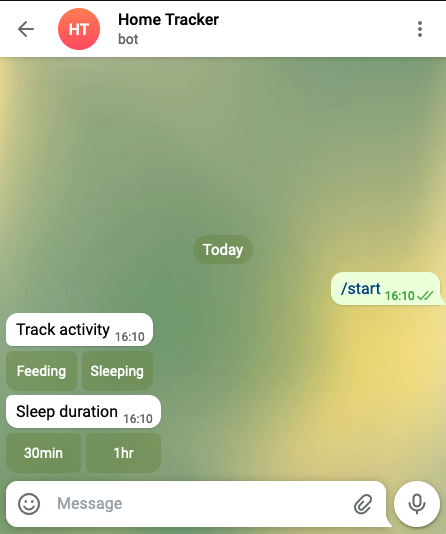 HT
Home Tracker
bot
Today
/start 16:10
Track activity 16:10
Feeding Sleeping
Sleep duration 16:10
30min 1hr
Message